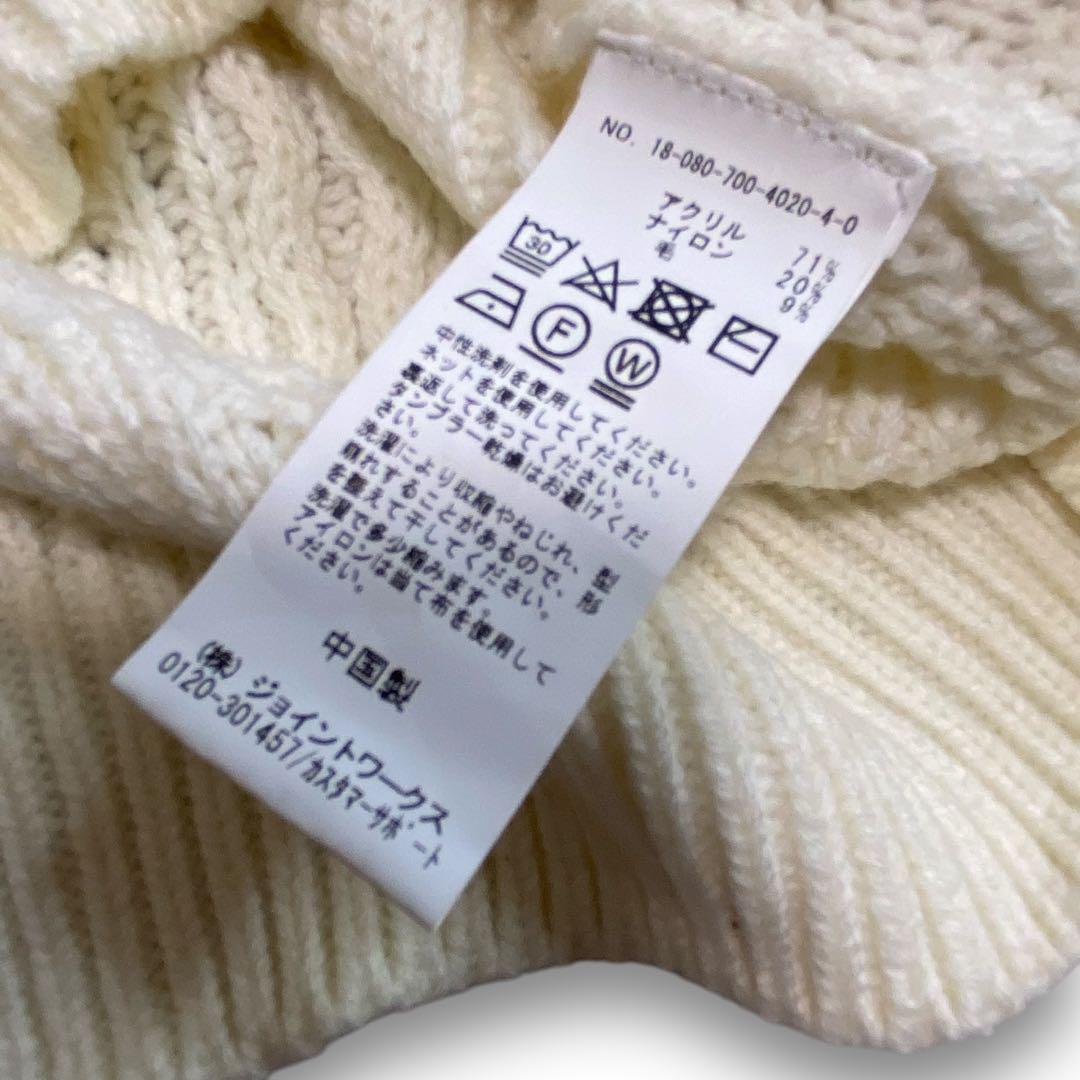 NO. 18-080-700-4020-4-0
アクリル 71%
ナイロン 20%
毛 9%
30
F W
中性洗剤を使用してください。
ネットを使用してください。
裏返して洗ってください。
タンブラー乾燥はお避けくだ
さい。
洗濯により収縮やねじれ、型
崩れすることがあるので、形
を整えて干してください。
洗濯で多少縮みます。
アイロンは当て布を使用して
ください。
中国製
(株)ジョイントワークス
0120-301457/カスタマーサポート